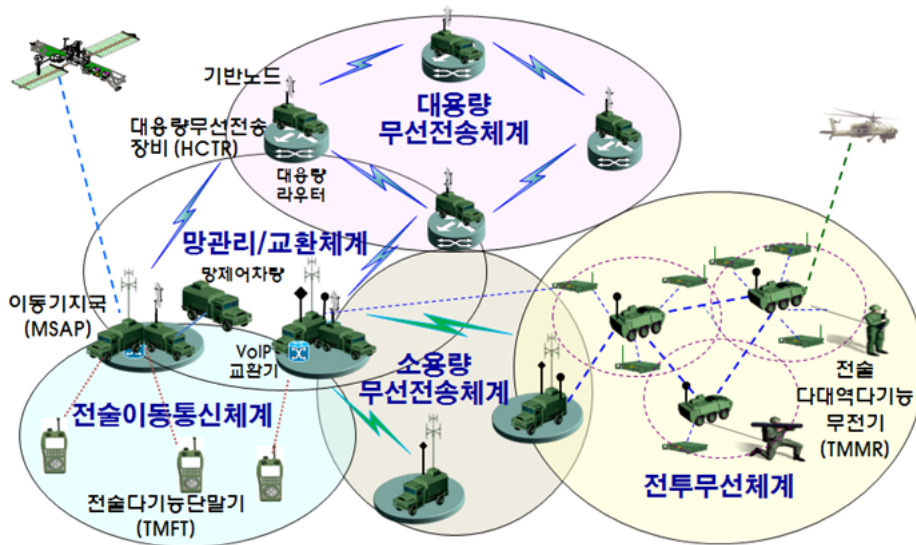 기반노드
대용량
무선전송체계
대용량무선전송
장비 (HCTR)
대용량
라우터
망관리/교환체계
망제어차량
이동기지국
(MSAP)
VoIP
교환기
소용량
무선전송체계
전술
다대역다기능
무전기
(TMMR)
전술이동통신체계
전술다기능단말기
(TMFT)
전투무선체계